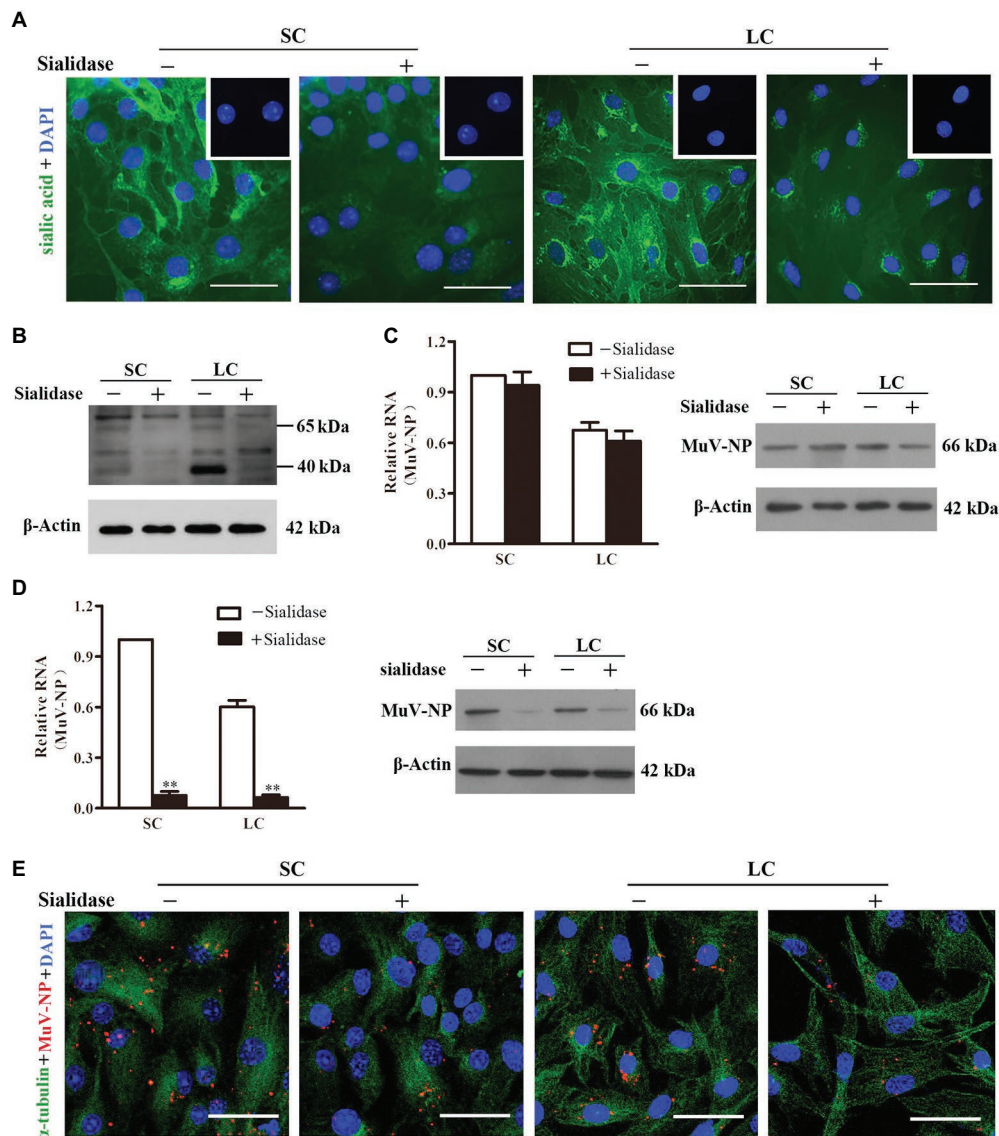 A
SC
LC
Sialidase
−
+
−
+
sialic acid + DAPI
B
SC
LC
Sialidase
−
+
−
+
65 kDa
40 kDa
β-Actin
42 kDa
C
1.2
0.9
0.6
0.3
0.0
Relative RNA
(MuV-NP)
−Sialidase
+Sialidase
SC
LC
SC
LC
Sialidase
−
+
−
+
MuV-NP
66 kDa
β-Actin
42 kDa
D
1.2
0.9
0.6
0.3
0.0
Relative RNA
(MuV-NP)
−Sialidase
+Sialidase
**
**
SC
LC
SC
LC
sialidase
−
+
−
+
MuV-NP
66 kDa
β-Actin
42 kDa
E
SC
LC
Sialidase
−
+
−
+
α-tubulin+MuV-NP+DAPI